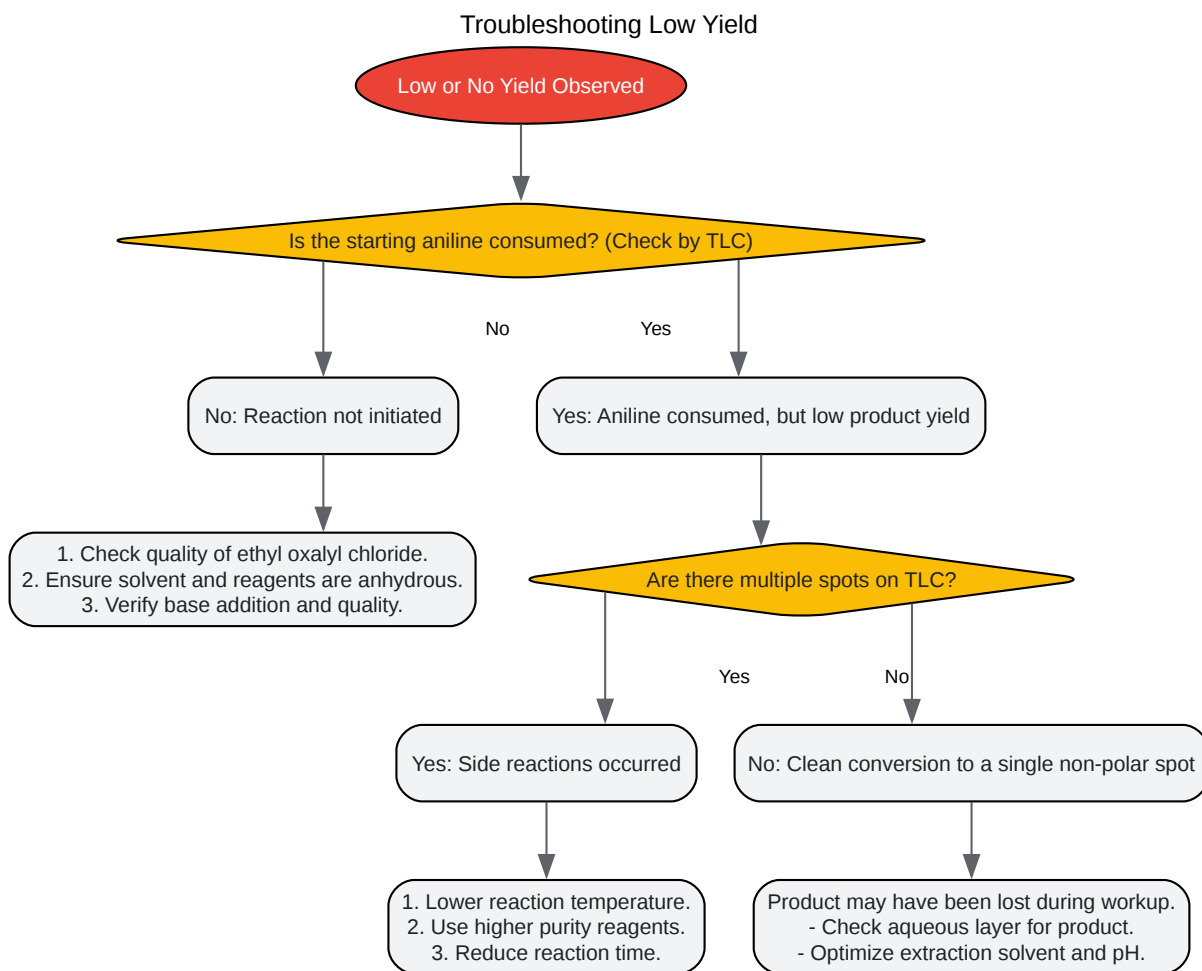 Troubleshooting Low Yield
Low or No Yield Observed
Is the starting aniline consumed? (Check by TLC)
No
Yes
No: Reaction not initiated
Yes: Aniline consumed, but low product yield
1. Check quality of ethyl oxalyl chloride.
2. Ensure solvent and reagents are anhydrous.
3. Verify base addition and quality.
Are there multiple spots on TLC?
Yes
No
Yes: Side reactions occurred
No: Clean conversion to a single non-polar spot
1. Lower reaction temperature.
2. Use higher purity reagents.
3. Reduce reaction time.
Product may have been lost during workup.
- Check aqueous layer for product.
- Optimize extraction solvent and pH.